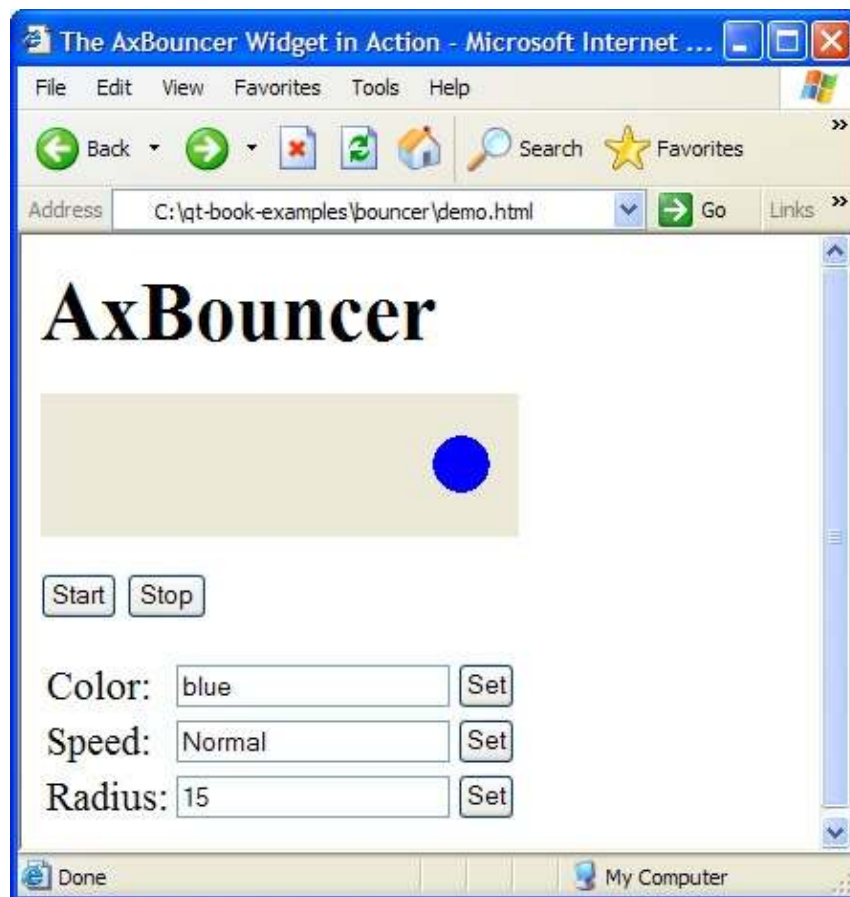 The AxBouncer Widget in Action - Microsoft Internet ...
File Edit View Favorites Tools Help
Back Search Favorites »
Address C:\qt-book-examples\bouncer\demo.html Go Links »
AxBouncer
Start Stop
Color: blue Set
Speed: Normal Set
Radius: 15 Set
Done My Computer